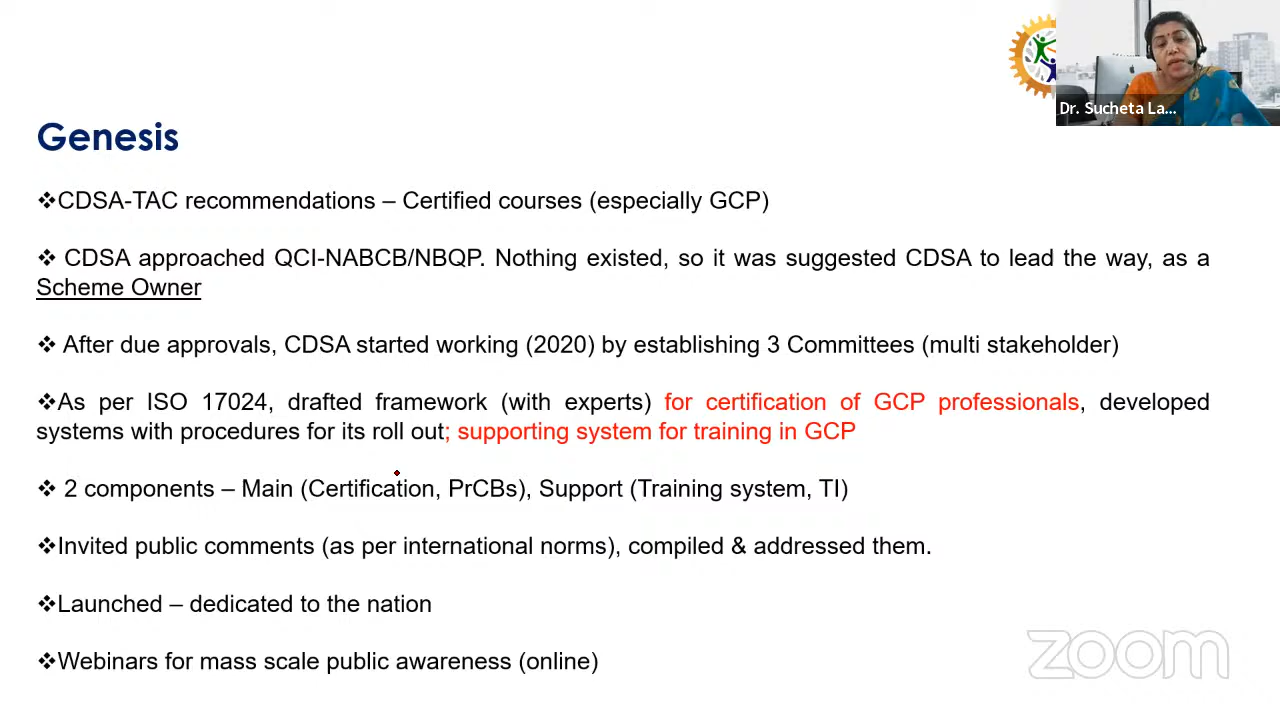 Dr. Sucheta La...
Genesis
❖CDSA-TAC recommendations – Certified courses (especially GCP)
❖ CDSA approached QCI-NABCB/NBQP. Nothing existed, so it was suggested CDSA to lead the way, as a
Scheme Owner
❖ After due approvals, CDSA started working (2020) by establishing 3 Committees (multi stakeholder)
❖As per ISO 17024, drafted framework (with experts) for certification of GCP professionals, developed
systems with procedures for its roll out; supporting system for training in GCP
❖ 2 components – Main (Certification, PrCBs), Support (Training system, TI)
❖Invited public comments (as per international norms), compiled & addressed them.
❖Launched – dedicated to the nation
❖Webinars for mass scale public awareness (online)
zoom